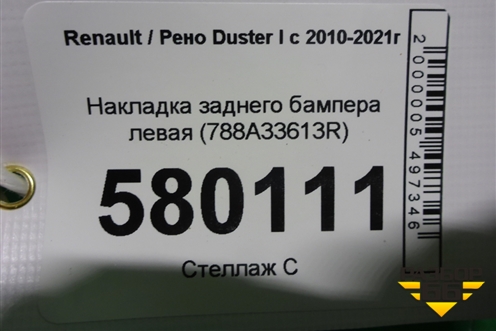 Renault / Рено Duster I с 2010-2021г
Накладка заднего бампера
левая (788A33613R)
580111
Стеллаж С
2000005497346